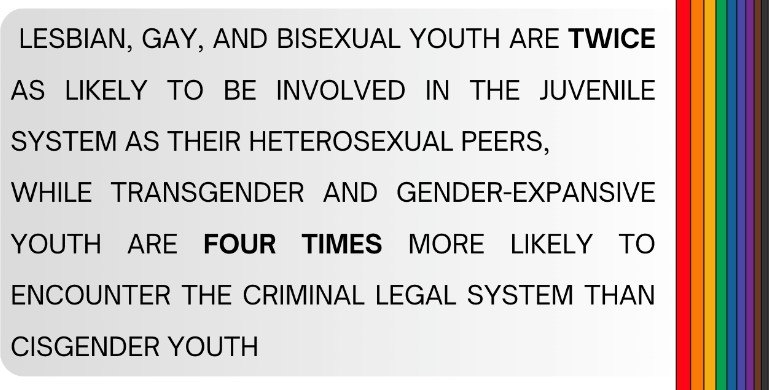 LESBIAN, GAY, AND BISEXUAL YOUTH ARE TWICE
AS LIKELY TO BE INVOLVED IN THE JUVENILE
SYSTEM AS THEIR HETEROSEXUAL PEERS,
WHILE TRANSGENDER AND GENDER-EXPANSIVE
YOUTH ARE FOUR TIMES MORE LIKELY TO
ENCOUNTER THE CRIMINAL LEGAL SYSTEM THAN
CISGENDER YOUTH